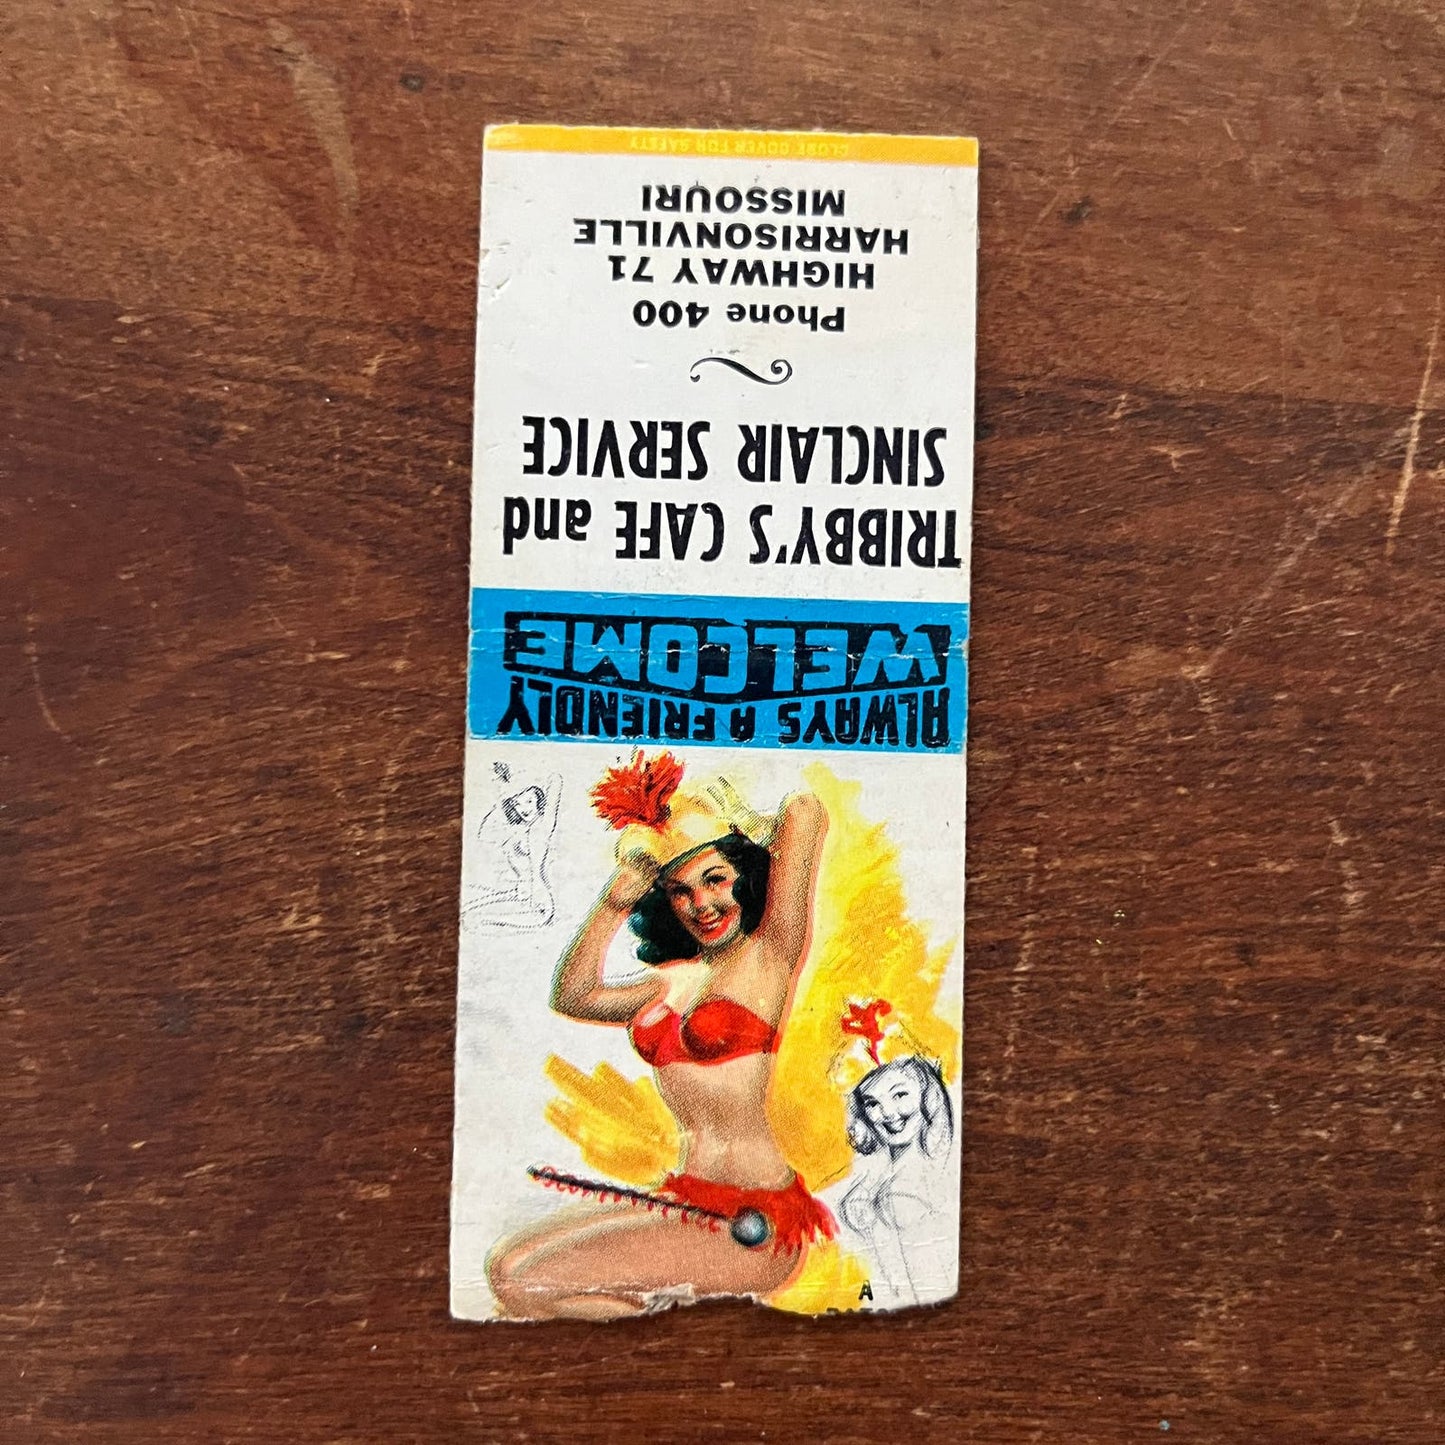 ALWAYS A FRIENDLY
WELCOME
TRIBBY'S CAFE and
SINCLAIR SERVICE
Phone 400
HIGHWAY 71
HARRISONVILLE
MISSOURI
CLOSE COVER FOR SAFETY
A